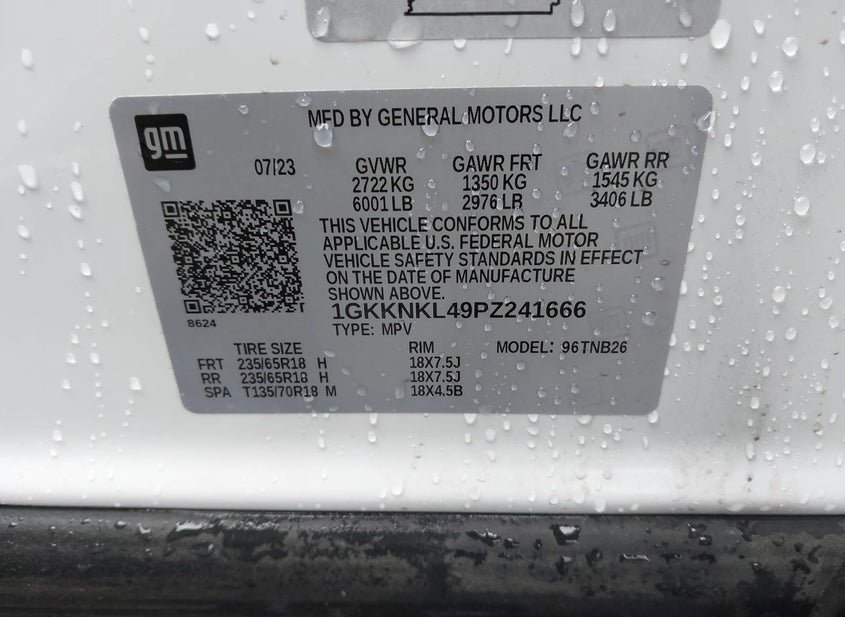 MFD BY GENERAL MOTORS LLC
gm
07/23 GVWR GAWR FRT GAWR RR
2722 KG 1350 KG 1545 KG
6001 LB 2976 LB 3406 LB
THIS VEHICLE CONFORMS TO ALL
APPLICABLE U.S. FEDERAL MOTOR
VEHICLE SAFETY STANDARDS IN EFFECT
ON THE DATE OF MANUFACTURE
SHOWN ABOVE.
1GKKNKL49PZ241666
8624
TYPE: MPV
TIRE SIZE RIM MODEL: 96TNB26
FRT 235/65R18 H 18X7.5J
RR 235/65R18 H 18X7.5J
SPA T135/70R18 M 18X4.5B